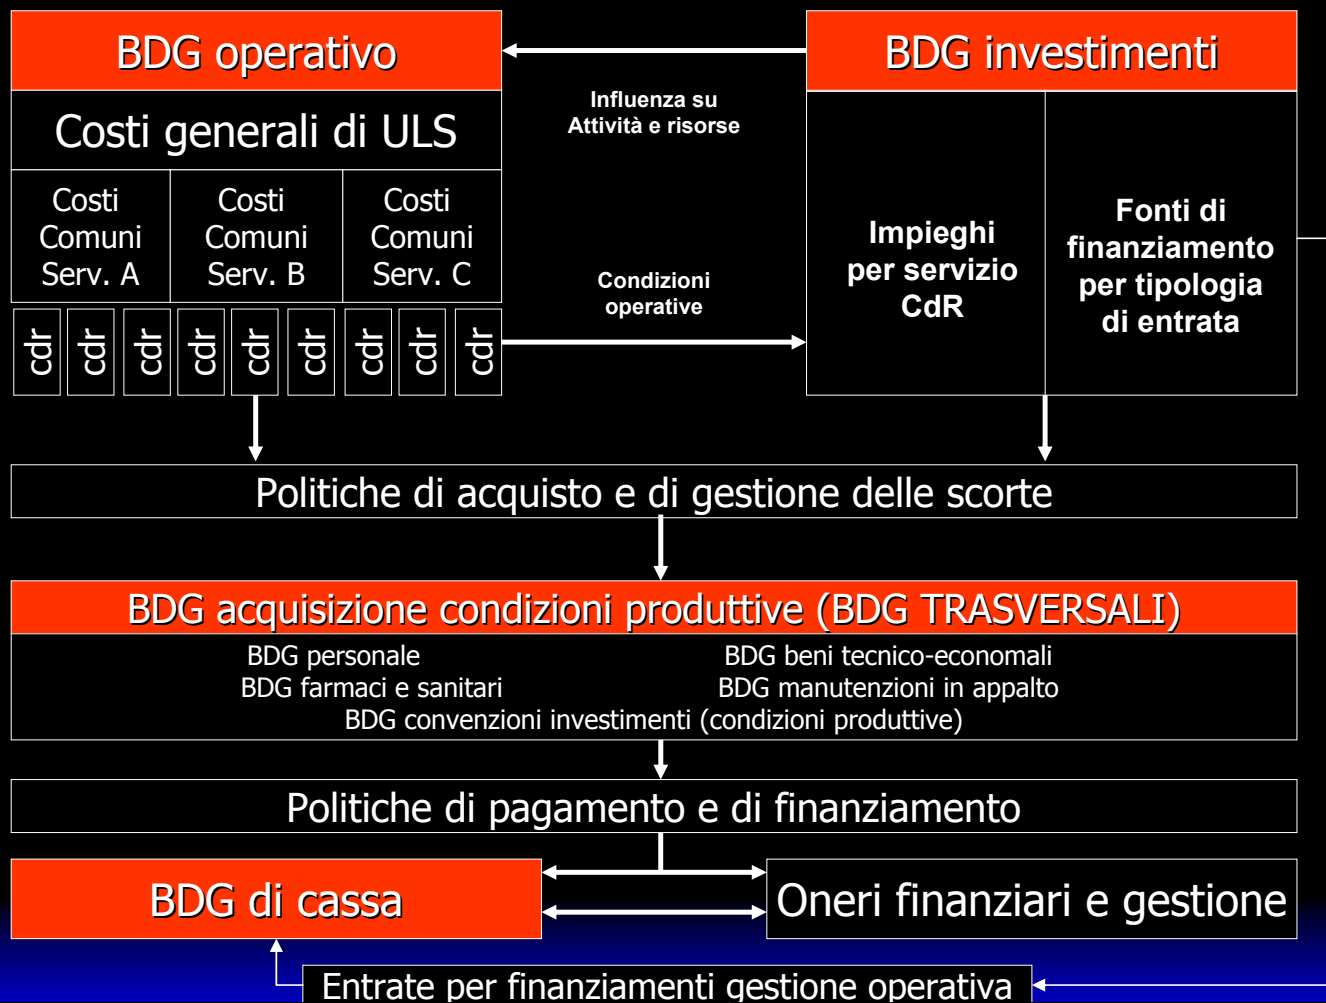 BDG operativo
BDG investimenti
Influenza su
Attività e risorse
Costi generali di ULS
Costi
Comuni
Serv. A
Costi
Comuni
Serv. B
Costi
Comuni
Serv. C
Condizioni
operative
Impieghi
per servizio
CdR
Fonti di
finanziamento
per tipologia
di entrata
cdr
cdr
cdr
cdr
cdr
cdr
cdr
cdr
cdr
Politiche di acquisto e di gestione delle scorte
BDG acquisizione condizioni produttive (BDG TRASVERSALI)
BDG personale
BDG beni tecnico-economali
BDG farmaci e sanitari
BDG manutenzioni in appalto
BDG convenzioni investimenti (condizioni produttive)
Politiche di pagamento e di finanziamento
BDG di cassa
Oneri finanziari e gestione
Entrate per finanziamenti gestione operativa